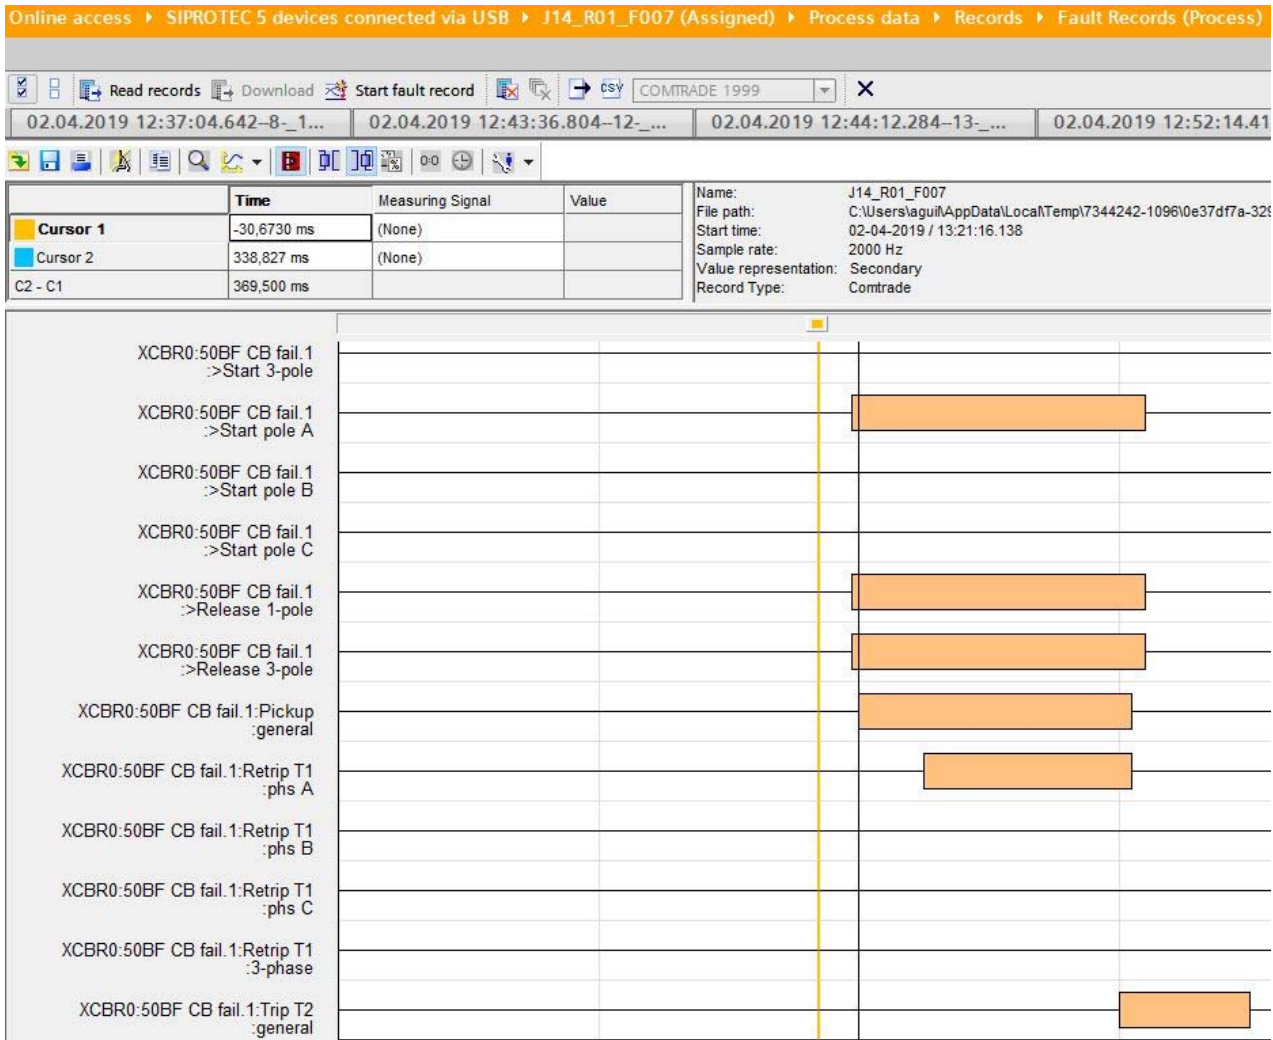 Online access ▸ SIPROTEC 5 devices connected via USB ▸ J14_R01_F007 (Assigned) ▸ Process data ▸ Records ▸ Fault Records (Process)
Read records Download Start fault record CSV COMTRADE 1999
02.04.2019 12:37:04.642--8-_1... 02.04.2019 12:43:36.804--12-_... 02.04.2019 12:44:12.284--13-_... 02.04.2019 12:52:14.41
0:0
Time Measuring Signal Value
Cursor 1 -30,6730 ms (None)
Cursor 2 338,827 ms (None)
C2 - C1 369,500 ms
Name: J14_R01_F007
File path: C:\Users\aguil\AppData\Local\Temp\7344242-1096\0e37df7a-329
Start time: 02-04-2019 / 13:21:16.138
Sample rate: 2000 Hz
Value representation: Secondary
Record Type: Comtrade
XCBR0:50BF CB fail.1
:>Start 3-pole
XCBR0:50BF CB fail.1
:>Start pole A
XCBR0:50BF CB fail.1
:>Start pole B
XCBR0:50BF CB fail.1
:>Start pole C
XCBR0:50BF CB fail.1
:>Release 1-pole
XCBR0:50BF CB fail.1
:>Release 3-pole
XCBR0:50BF CB fail.1:Pickup
:general
XCBR0:50BF CB fail.1:Retrip T1
:phs A
XCBR0:50BF CB fail.1:Retrip T1
:phs B
XCBR0:50BF CB fail.1:Retrip T1
:phs C
XCBR0:50BF CB fail.1:Retrip T1
:3-phase
XCBR0:50BF CB fail.1:Trip T2
:general